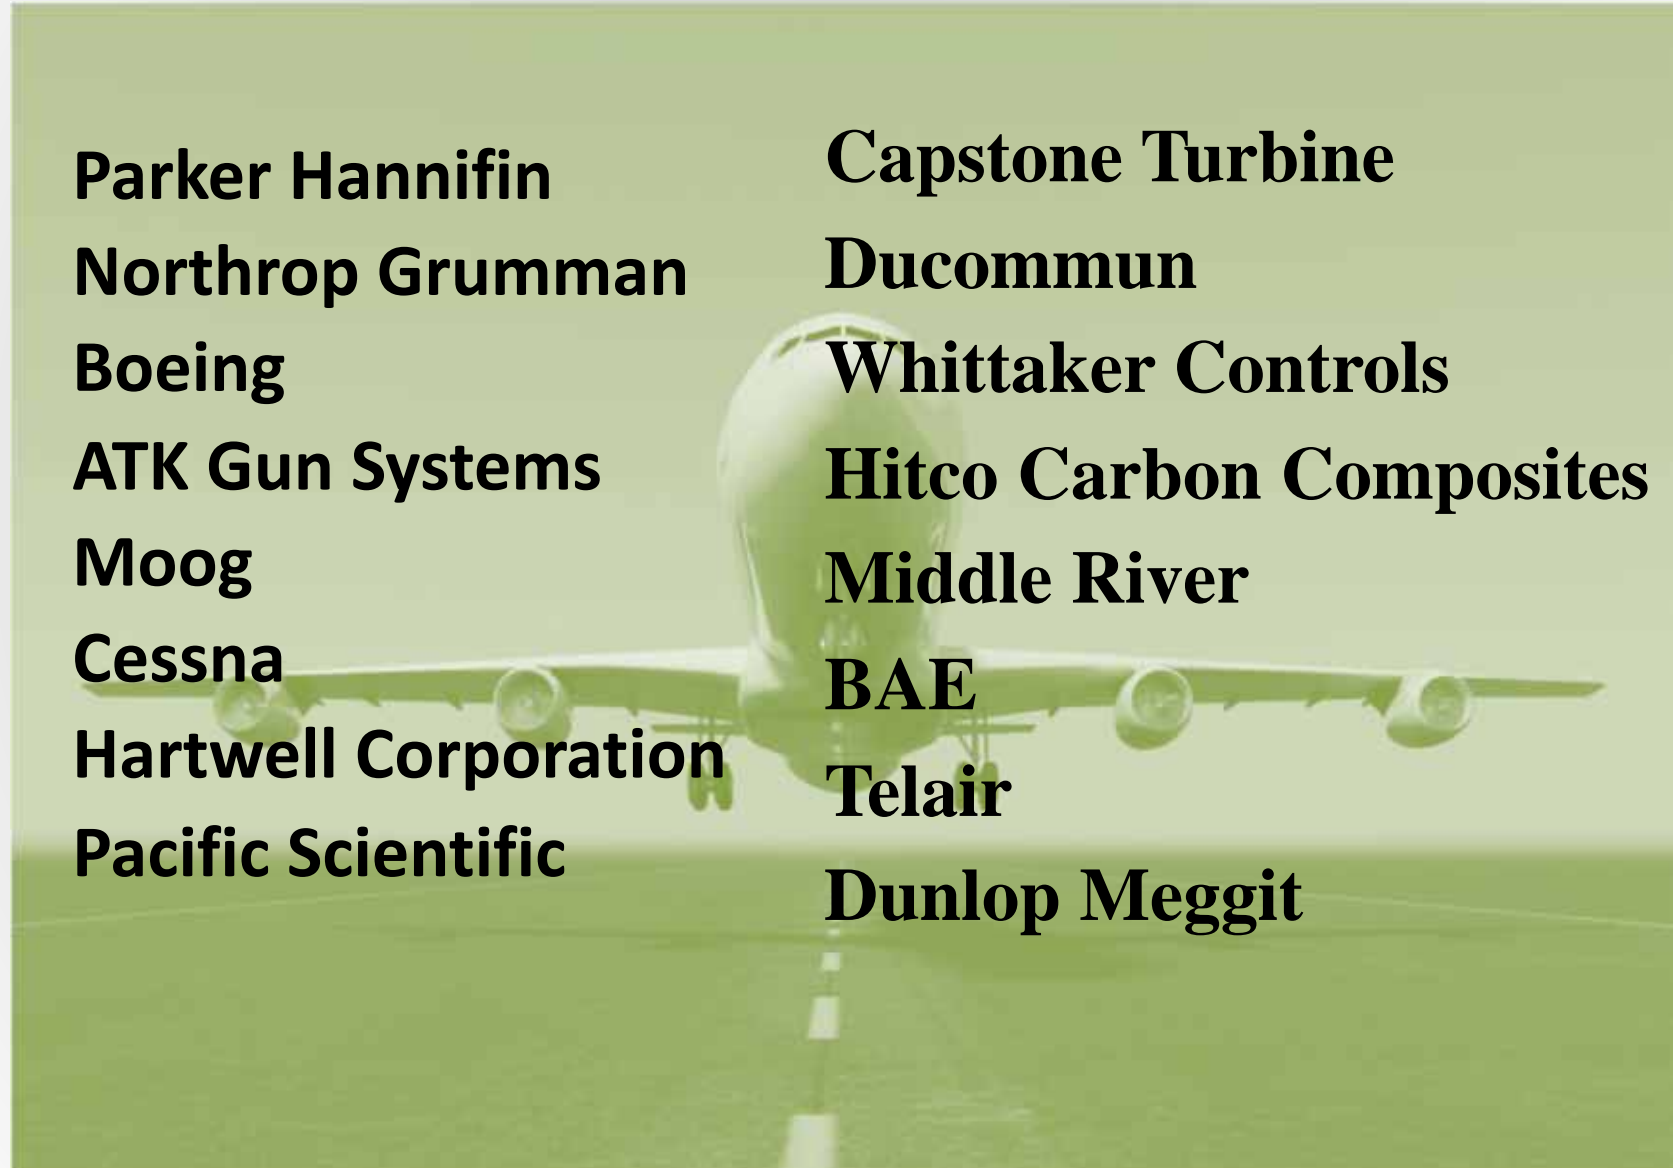 Parker Hannifin
Northrop Grumman
Boeing
ATK Gun Systems
Moog
Cessna
Hartwell Corporation
Pacific Scientific
Capstone Turbine
Ducommun
Whittaker Controls
Hitco Carbon Composites
Middle River
BAE
Telair
Dunlop Meggit